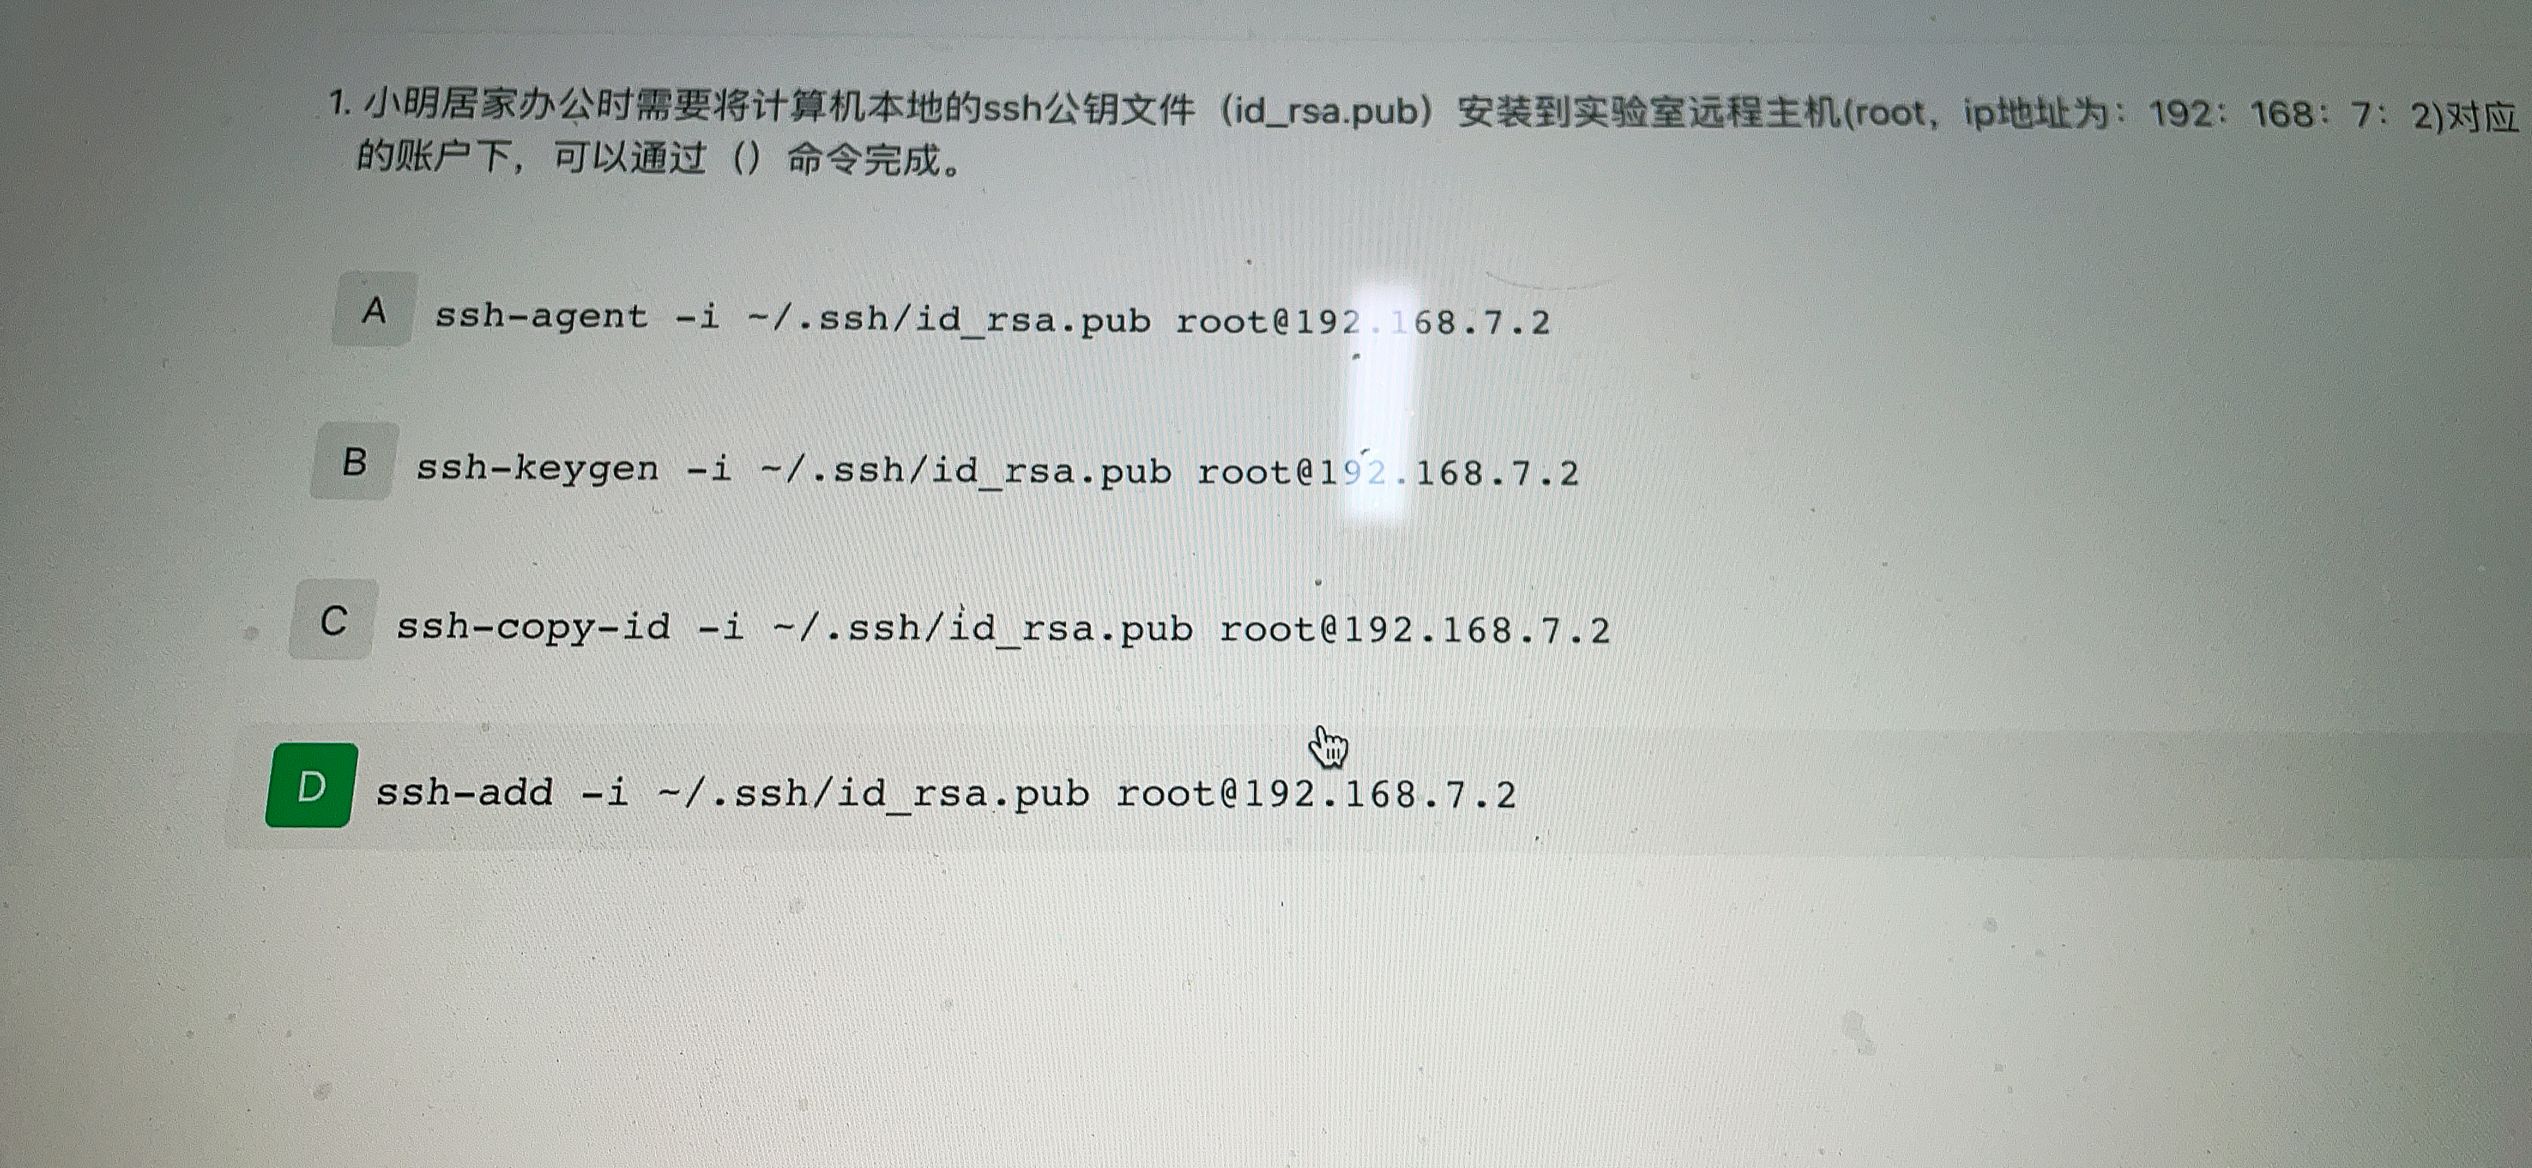 1. 小明居家办公时需要将计算机本地的ssh公钥文件（id_rsa.pub）安装到实验室远程主机(root，ip地址为：192：168：7：2)对应
的账户下，可以通过（）命令完成。
A ssh-agent -i ~/.ssh/id_rsa.pub root@192.168.7.2
B ssh-keygen -i ~/.ssh/id_rsa.pub root@192.168.7.2
C ssh-copy-id -i ~/.ssh/id_rsa.pub root@192.168.7.2
D ssh-add -i ~/.ssh/id_rsa.pub root@192.168.7.2